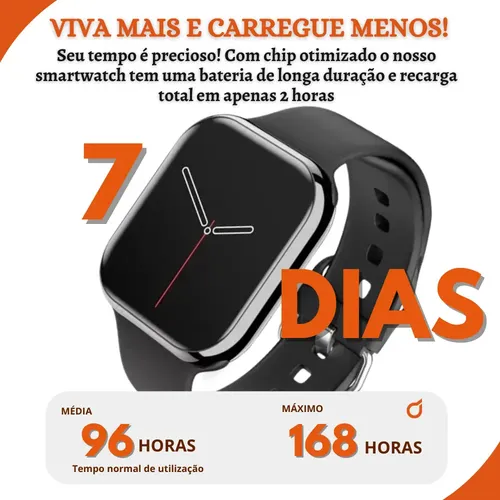 VIVA MAIS E CARREGUE MENOS!
Seu tempo é precioso! Com chip otimizado o nosso
smartwatch tem uma bateria de longa duração e recarga
total em apenas 2 horas
7
DIAS
MÉDIA
96 HORAS
Tempo normal de utilização
MÁXIMO
168 HORAS